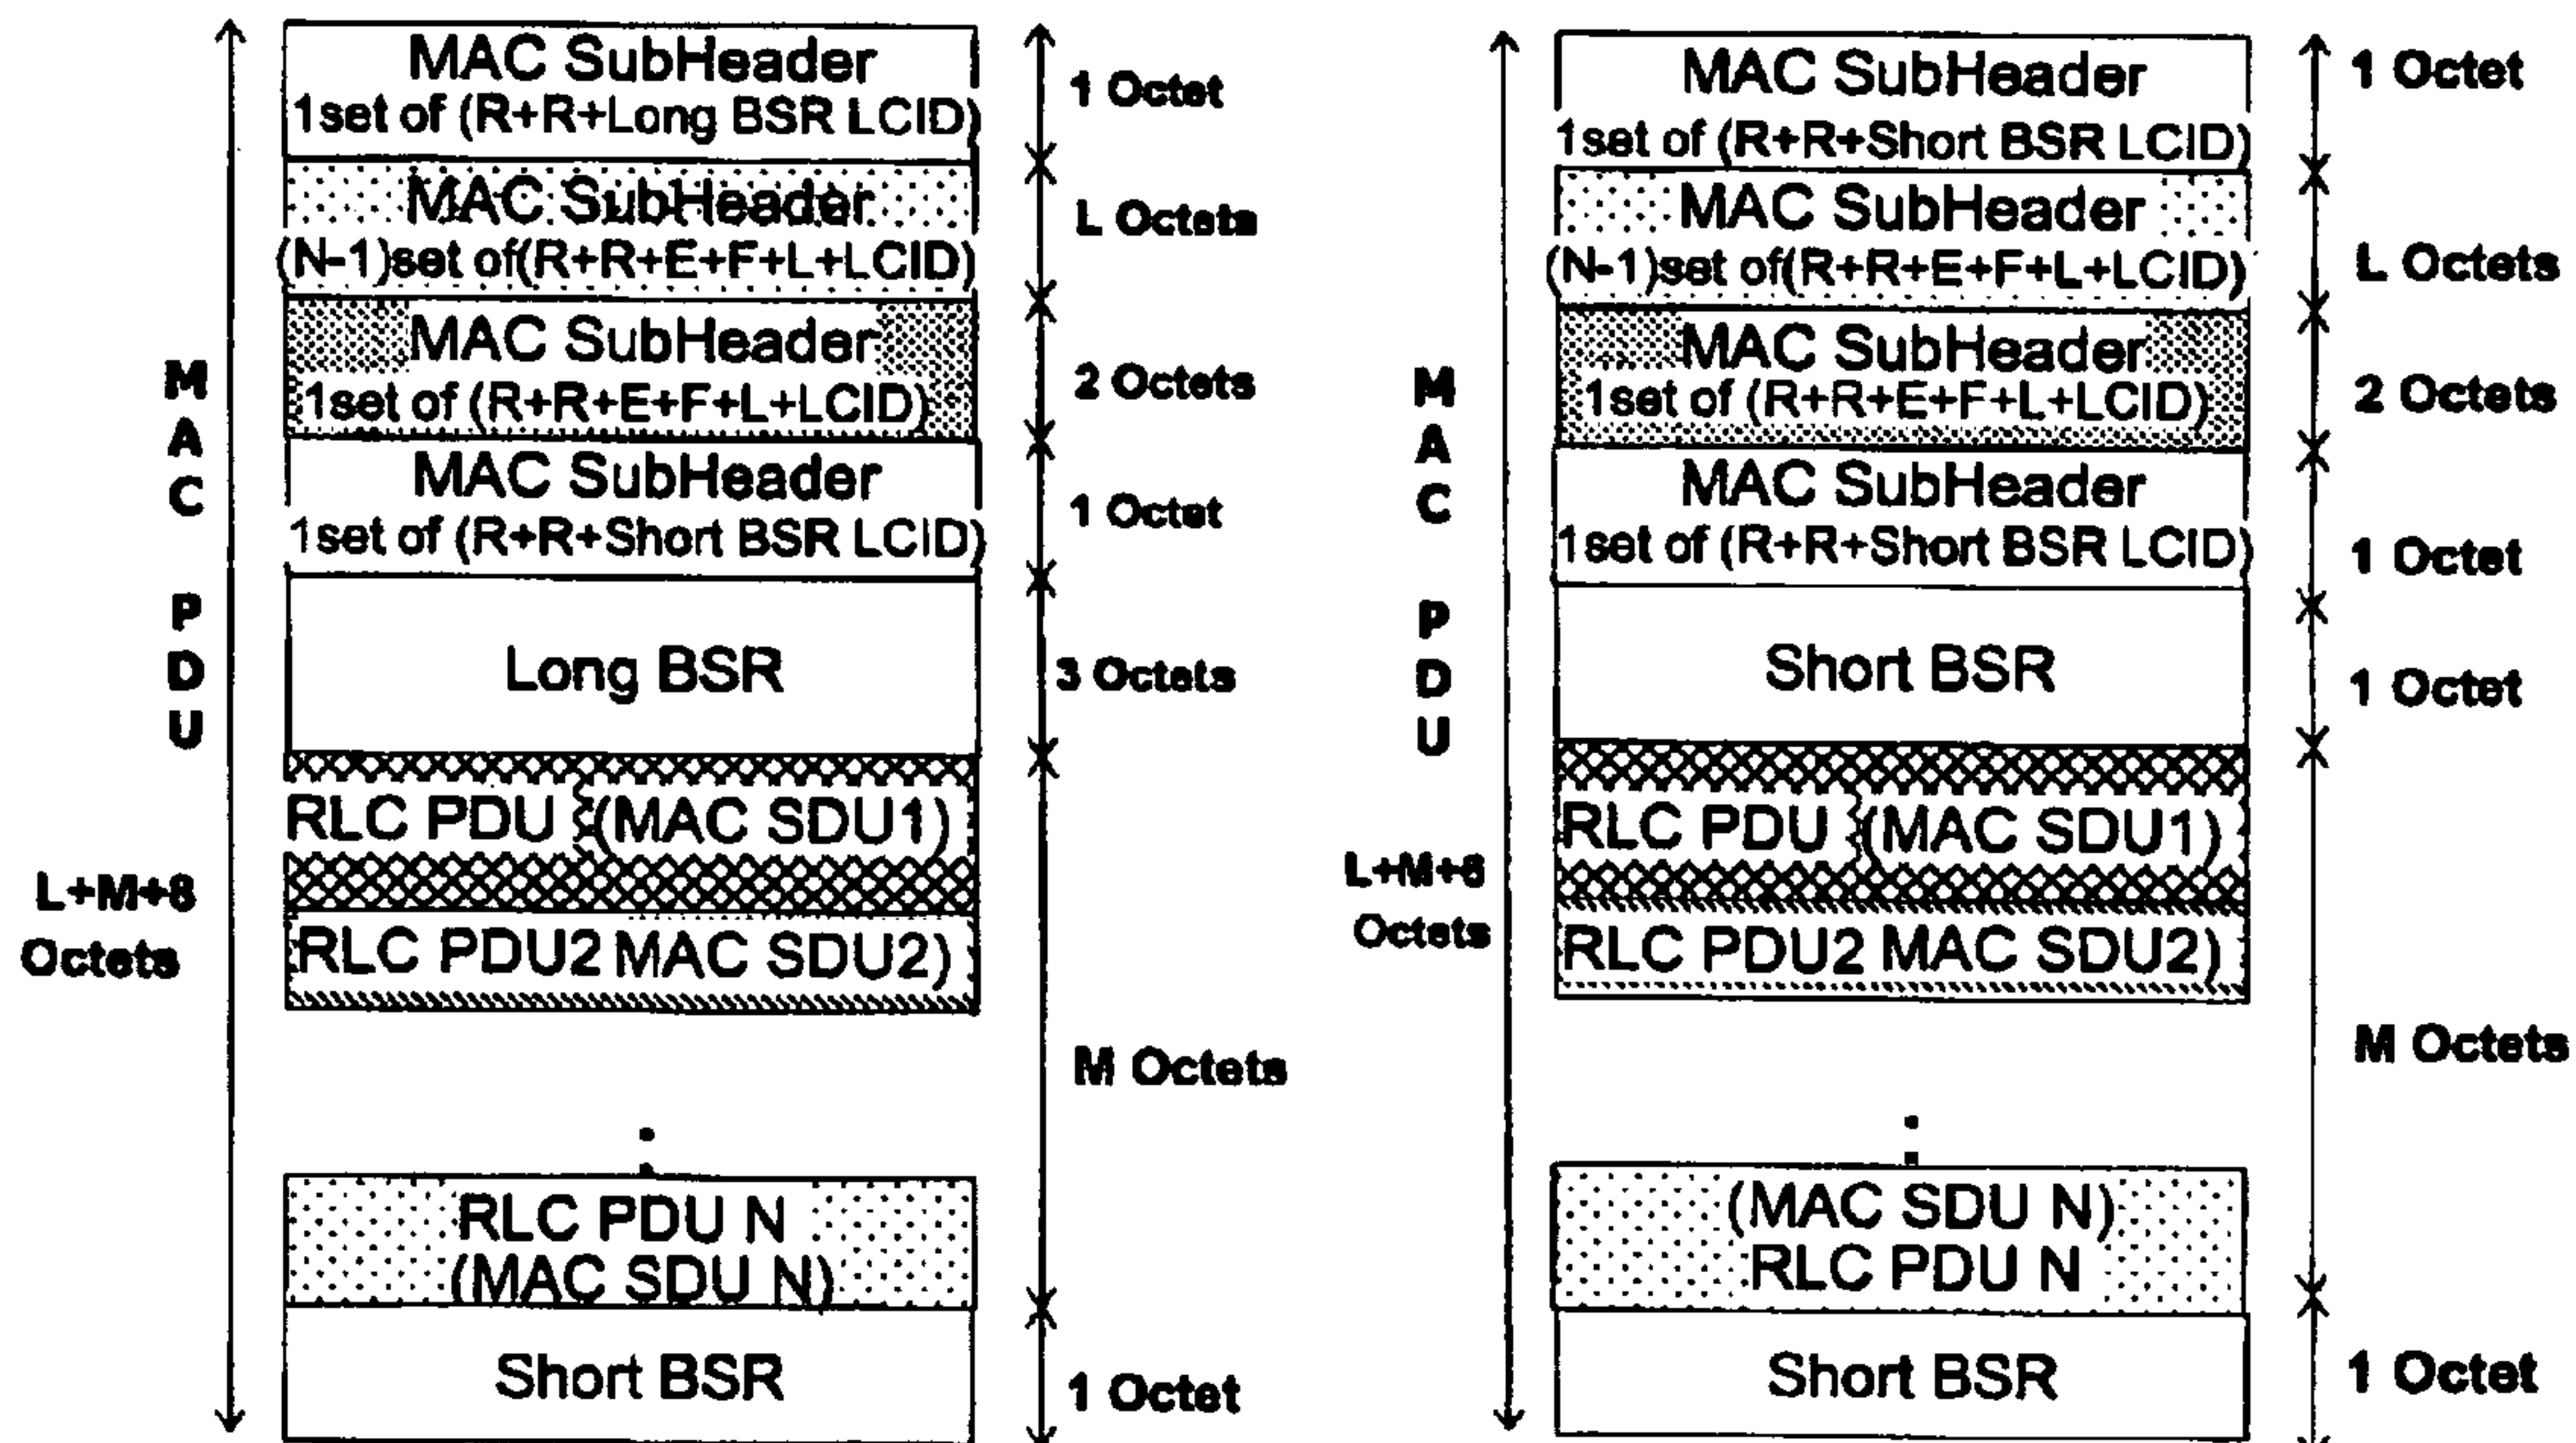 MAC SubHeader
1set of (R+R+Long BSR LCID)
1 Octet
MAC SubHeader
(N-1)set of(R+R+E+F+L+LCID)
L Octets
MAC SubHeader
1set of (R+R+E+F+L+LCID)
2 Octets
MAC SubHeader
1set of (R+R+Short BSR LCID)
1 Octet
Long BSR
3 Octets
RLC PDU (MAC SDU1)
RLC PDU2 MAC SDU2)
M Octets
RLC PDU N
(MAC SDU N)
Short BSR
1 Octet
MAC PDU
L+M+8
Octets
MAC SubHeader
1set of (R+R+Short BSR LCID)
1 Octet
MAC SubHeader
(N-1)set of(R+R+E+F+L+LCID)
L Octets
MAC SubHeader
1set of (R+R+E+F+L+LCID)
2 Octets
MAC SubHeader
1set of (R+R+Short BSR LCID)
1 Octet
Short BSR
1 Octet
RLC PDU (MAC SDU1)
RLC PDU2 MAC SDU2)
M Octets
(MAC SDU N)
RLC PDU N
Short BSR
1 Octet
MAC PDU
L+M+6
Octets